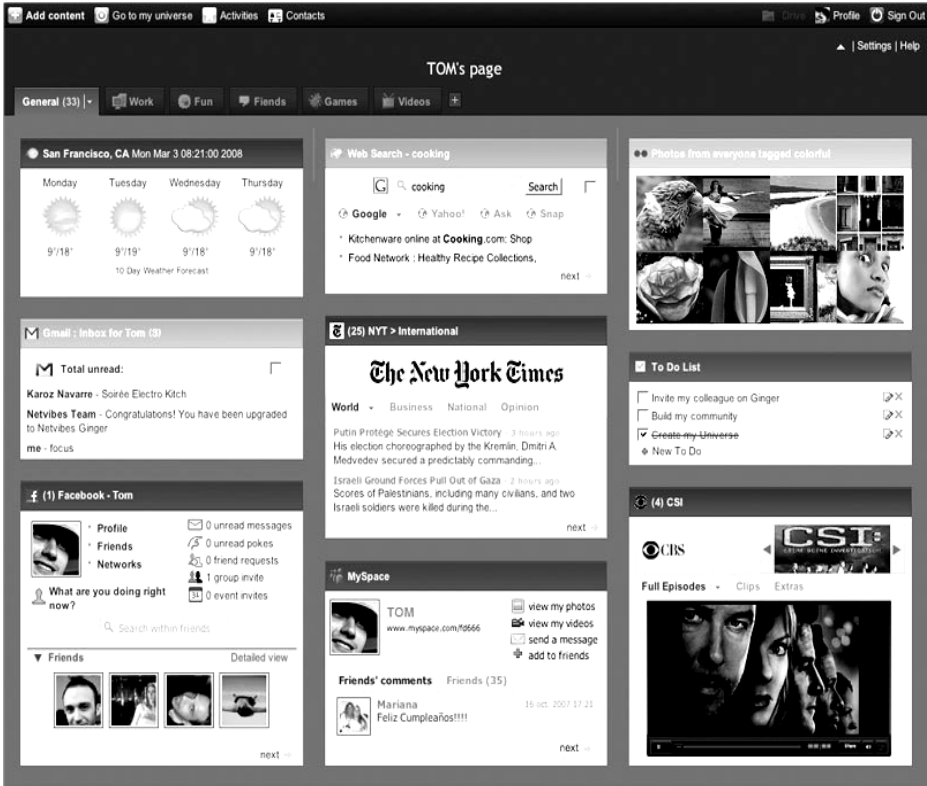 Add content Go to my universe Activities Contacts Drive Profile Sign Out
| Settings | Help
TOM's page
General (33) Work Fun Fiends Games Videos
San Francisco, CA Mon Mar 3 08:21:00 2008
Monday Tuesday Wednesday Thursday
9°/18° 9°/19° 9°/18° 9°/18°
10 Day Weather Forecast
Gmail : Inbox for Tom (3)
Total unread:
Karoz Navarre - Soirée Electro Kitch
Netvibes Team - Congratulations! You have been upgraded
to Netvibes Ginger
me - focus
(1) Facebook - Tom
Profile
Friends
Networks
0 unread messages
0 unread pokes
0 friend requests
1 group invite
0 event invites
What are you doing right
now?
Search within friends
Friends Detailed view
next
Web Search - cooking
G cooking Search
Google Yahoo! Ask Snap
Kitchenware online at Cooking.com: Shop
Food Network : Healthy Recipe Collections,
next
(25) NYT > International
The New York Times
World Business National Opinion
Putin Protège Secures Election Victory - 3 hours ago
His election choreographed by the Kremlin, Dmitri A.
Medvedev secured a predictably commanding...
Israeli Ground Forces Pull Out of Gaza - 2 hours ago
Scores of Palestinians, including many civilians, and two
Israeli soldiers were killed during the...
next
MySpace
TOM
www.myspace.com/fd666
view my photos
view my videos
send a message
add to friends
Friends' comments Friends (35)
Mariana 16 oct. 2007 17:21
Feliz Cumpleaños!!!!
next
Photos from everyone tagged colorful
To Do List
Invite my colleague on Ginger
Build my community
Create my Universe
New To Do
(4) CSI
CBS
CSI:
CRIME SCENE INVESTIGATION
Full Episodes Clips Extras
Share